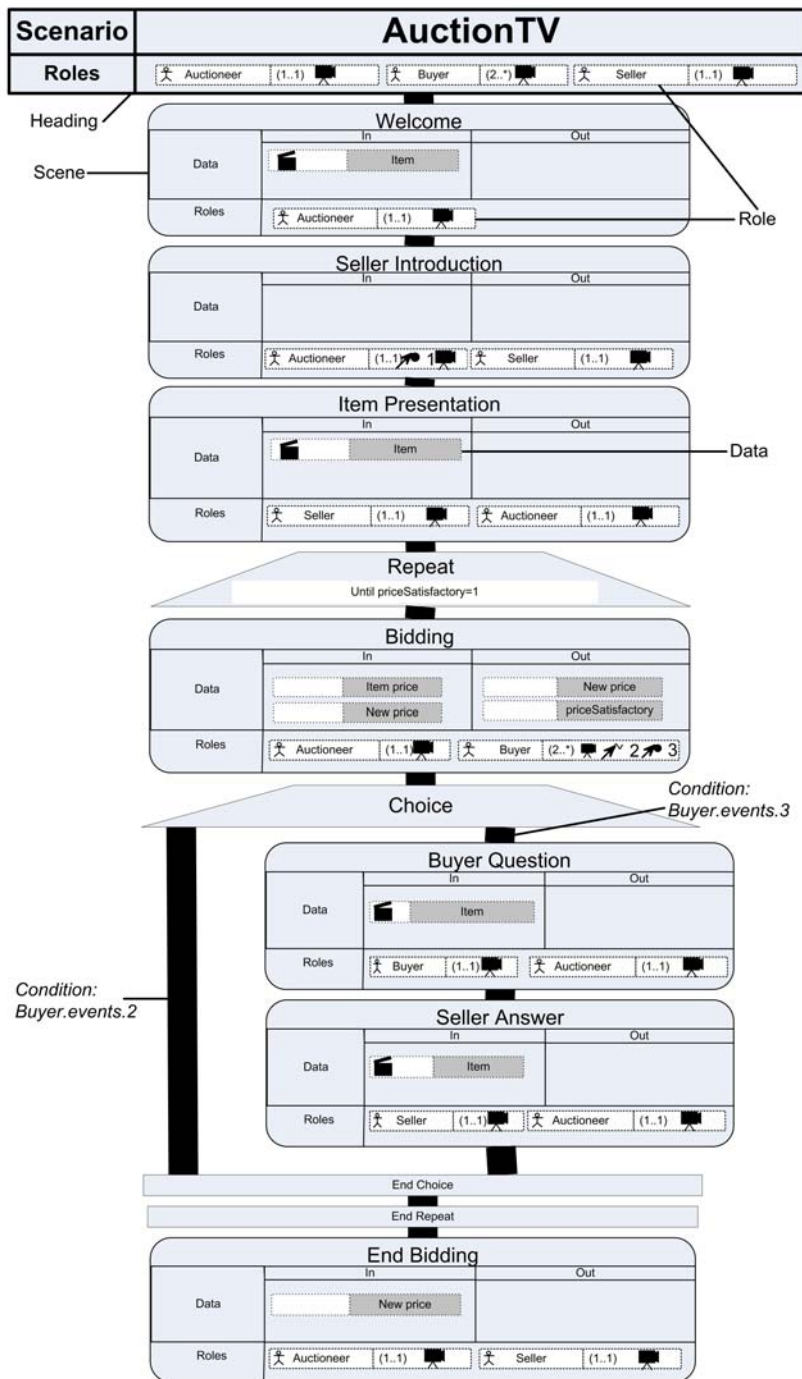 Scenario AuctionTV
Roles Auctioneer (1..1) Buyer (2..*) Seller (1..1)
Heading
Welcome
In Out
Scene
Data Item
Roles Auctioneer (1..1)
Role
Seller Introduction
In Out
Data
Roles Auctioneer (1..1) 1 Seller (1..1)
Item Presentation
In Out
Data Item
Data
Roles Seller (1..1) Auctioneer (1..1)
Repeat
Until priceSatisfactory=1
Bidding
In Out
Item price New price
Data
New price priceSatisfactory
Roles Auctioneer (1..1) Buyer (2..*) 2 3
Choice
Condition:
Buyer.events.3
Buyer Question
In Out
Data Item
Roles Buyer (1..1) Auctioneer (1..1)
Condition:
Buyer.events.2
Seller Answer
In Out
Data Item
Roles Seller (1..1) Auctioneer (1..1)
End Choice
End Repeat
End Bidding
In Out
Data New price
Roles Auctioneer (1..1) Seller (1..1)